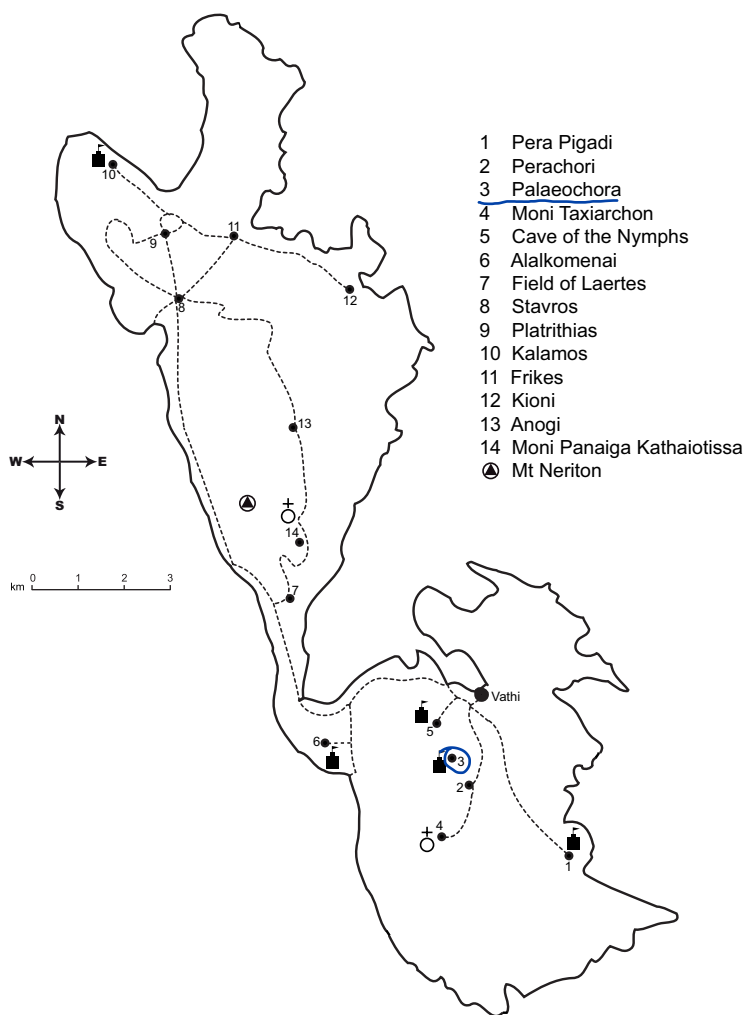 1 Pera Pigadi
2 Perachori
3 Palaeochora
4 Moni Taxiarchon
5 Cave of the Nymphs
6 Alalkomenai
7 Field of Laertes
8 Stavros
9 Platrithias
10 Kalamos
11 Frikes
12 Kioni
13 Anogi
14 Moni Panaiga Kathaiotissa
Mt Neriton
10
11
9
12
8
13
N
W E
S
14
0 1 2 3
km
7
Vathi
5
6
3
2
4
1